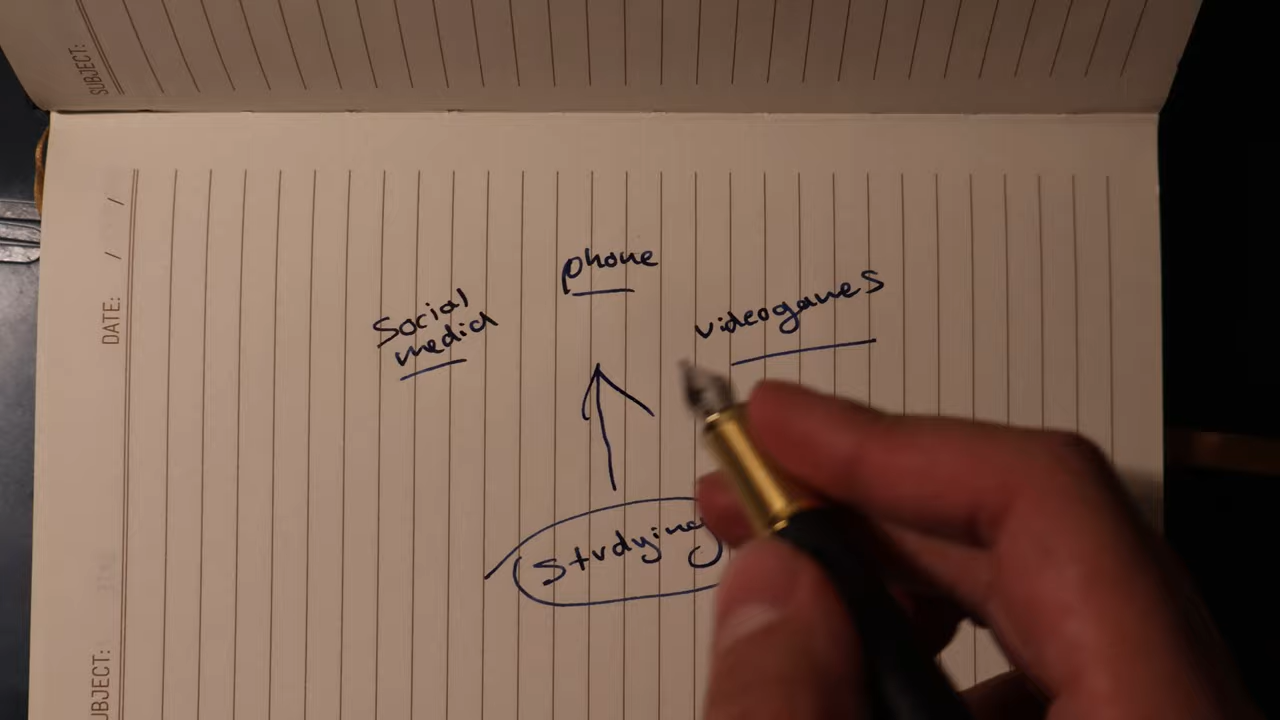 SUBJECT:
DATE: / /
phone
Social
media
videogames
studying
SUBJECT: